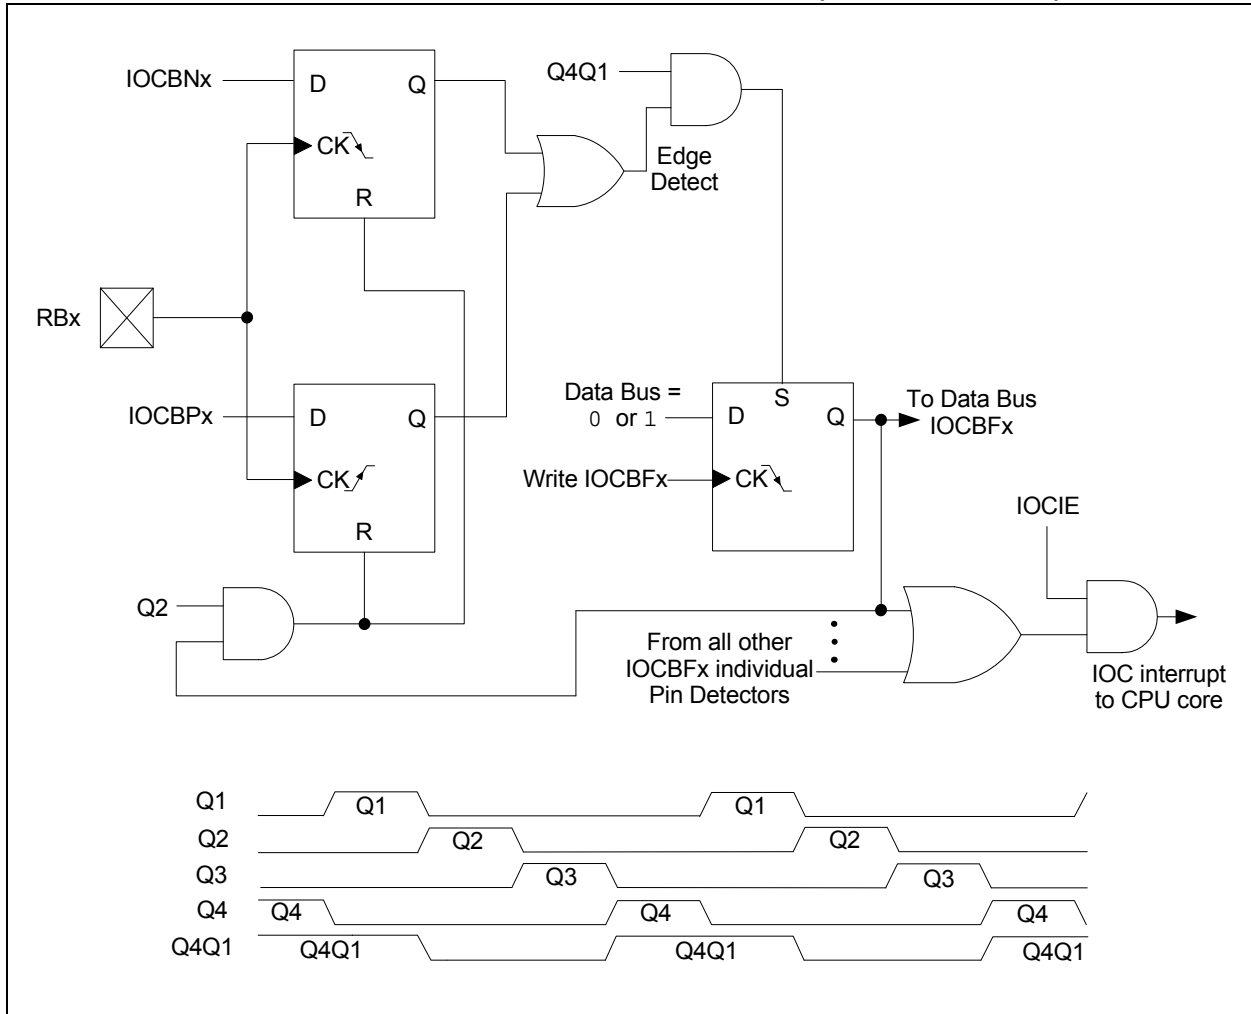 IOCBNx
D
Q
CK
R
Q4Q1
Edge
Detect
RBx
IOCBPx
D
Q
CK
R
Data Bus =
0 or 1
S
D
Q
To Data Bus
IOCBFx
Write IOCBFx
CK
IOCIE
Q2
From all other
IOCBFx individual
Pin Detectors
IOC interrupt
to CPU core
Q1
Q1
Q1
Q2
Q2
Q2
Q3
Q3
Q3
Q4
Q4
Q4
Q4
Q4Q1
Q4Q1
Q4Q1
Q4Q1